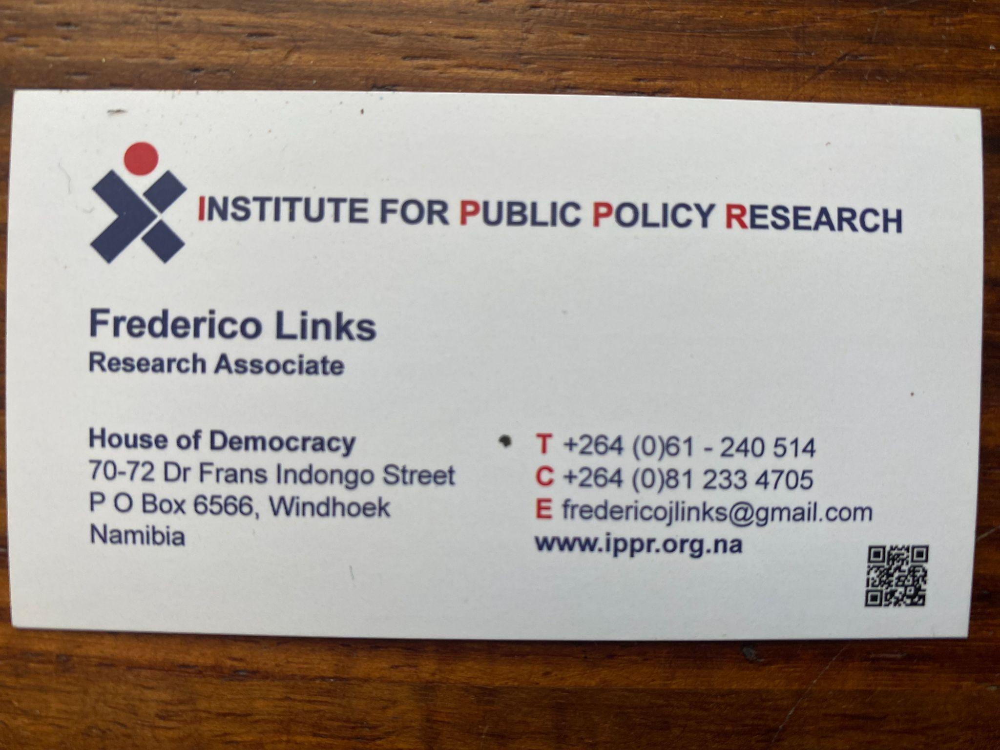 INSTITUTE FOR PUBLIC POLICY RESEARCH
Frederico Links
Research Associate
House of Democracy
70-72 Dr Frans Indongo Street
P O Box 6566, Windhoek
Namibia
T +264 (0)61 - 240 514
C +264 (0)81 233 4705
E fredericojlinks@gmail.com
www.ippr.org.na